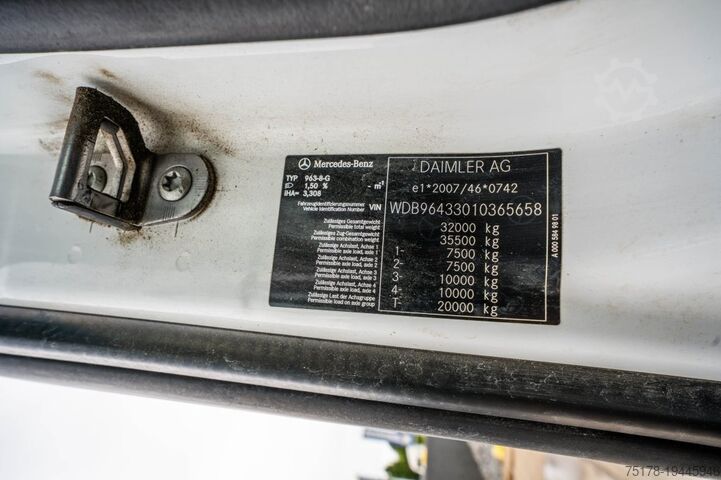 Mercedes-Benz
TYP 963-8-G
1,50 % - m²
IHA= 3,308
DAIMLER AG
e1*2007/46*0742
Fahrzeugidentifizierungsnummer
Vehicle Identification Number VIN WDB96433010365658
Zulässiges Gesamtgewicht
Permissible total weight 32000 kg
Zulässiges Zug-Gesamtgewicht
Permissible combination weight 35500 kg
Zulässige Achslast, Achse 1
Permissible axle load, axle 1 1- 7500 kg
Zulässige Achslast, Achse 2
Permissible axle load, axle 2 2- 7500 kg
Zulässige Achslast, Achse 3
Permissible axle load, axle 3 3- 10000 kg
Zulässige Achslast, Achse 4
Permissible axle load, axle 4 4- 10000 kg
Zulässige Last der Achsgruppe
Permissible load on axle group T- 20000 kg
A 000 584 98 01
75178-19445946